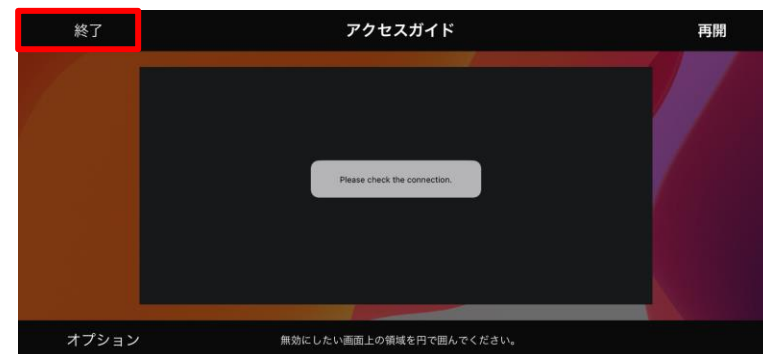 終了 アクセスガイド 再開
Please check the connection.
オプション 無効にしたい画面上の領域を円で囲んでください。